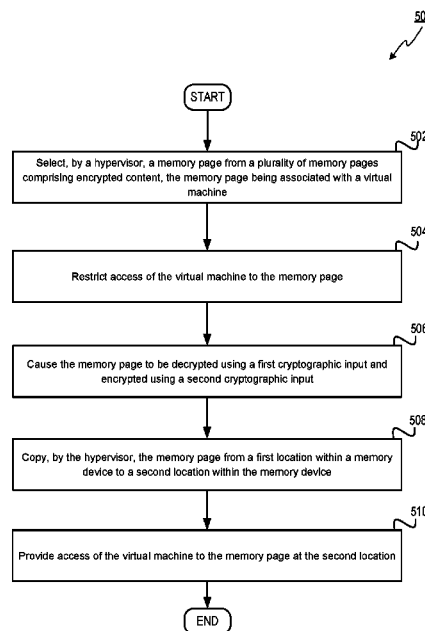 50
START
502
Select, by a hypervisor, a memory page from a plurality of memory pages
comprising encrypted content, the memory page being associated with a virtual
machine
504
Restrict access of the virtual machine to the memory page
506
Cause the memory page to be decrypted using a first cryptographic input and
encrypted using a second cryptographic input
508
Copy, by the hypervisor, the memory page from a first location within a memory
device to a second location within the memory device
510
Provide access of the virtual machine to the memory page at the second location
END